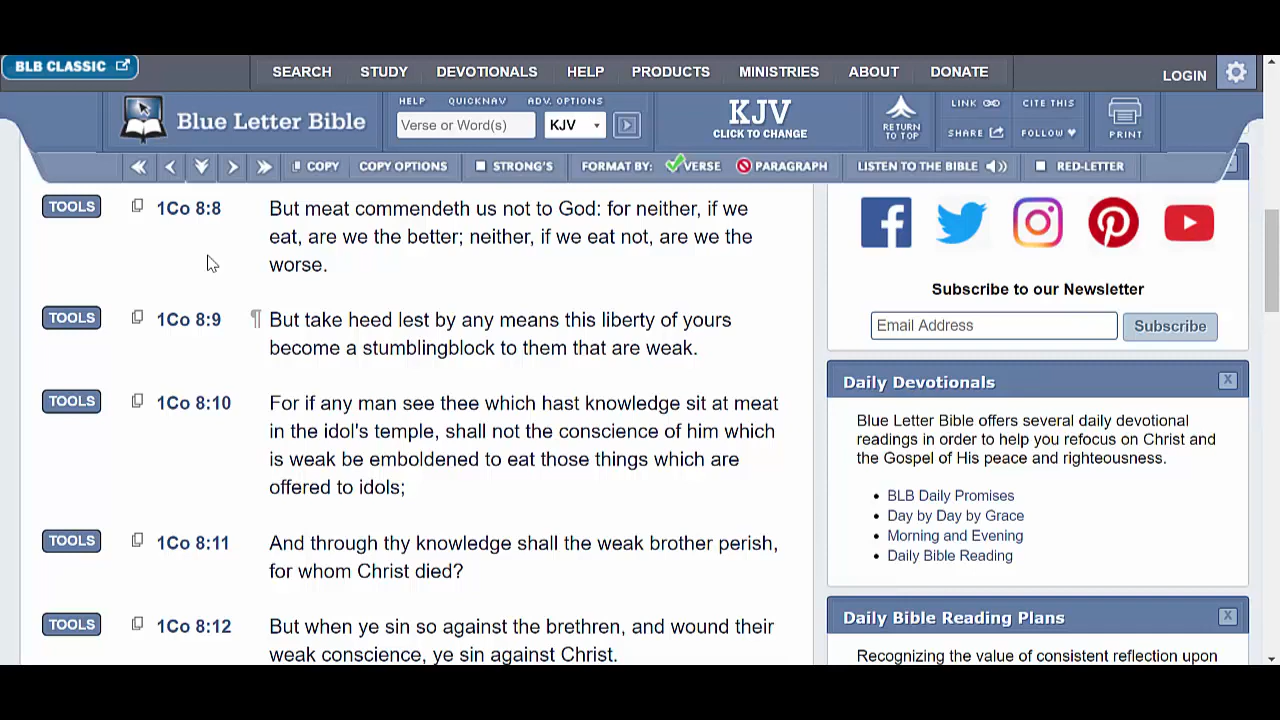 BLB CLASSIC
SEARCH STUDY DEVOTIONALS HELP PRODUCTS MINISTRIES ABOUT DONATE LOGIN
Blue Letter Bible
HELP QUICKNAV ADV. OPTIONS
Verse or Word(s) KJV
KJV
CLICK TO CHANGE
RETURN
TO TOP
LINK CITE THIS
SHARE FOLLOW
PRINT
COPY COPY OPTIONS STRONG'S FORMAT BY: VERSE PARAGRAPH LISTEN TO THE BIBLE RED-LETTER
TOOLS 1Co 8:8 But meat commendeth us not to God: for neither, if we
eat, are we the better; neither, if we eat not, are we the
worse.
TOOLS 1Co 8:9 ¶ But take heed lest by any means this liberty of yours
become a stumblingblock to them that are weak.
TOOLS 1Co 8:10 For if any man see thee which hast knowledge sit at meat
in the idol's temple, shall not the conscience of him which
is weak be emboldened to eat those things which are
offered to idols;
TOOLS 1Co 8:11 And through thy knowledge shall the weak brother perish,
for whom Christ died?
TOOLS 1Co 8:12 But when ye sin so against the brethren, and wound their
weak conscience, ye sin against Christ.
Subscribe to our Newsletter
Email Address Subscribe
Daily Devotionals X
Blue Letter Bible offers several daily devotional
readings in order to help you refocus on Christ and
the Gospel of His peace and righteousness.
• BLB Daily Promises
• Day by Day by Grace
• Morning and Evening
• Daily Bible Reading
Daily Bible Reading Plans X
Recognizing the value of consistent reflection upon